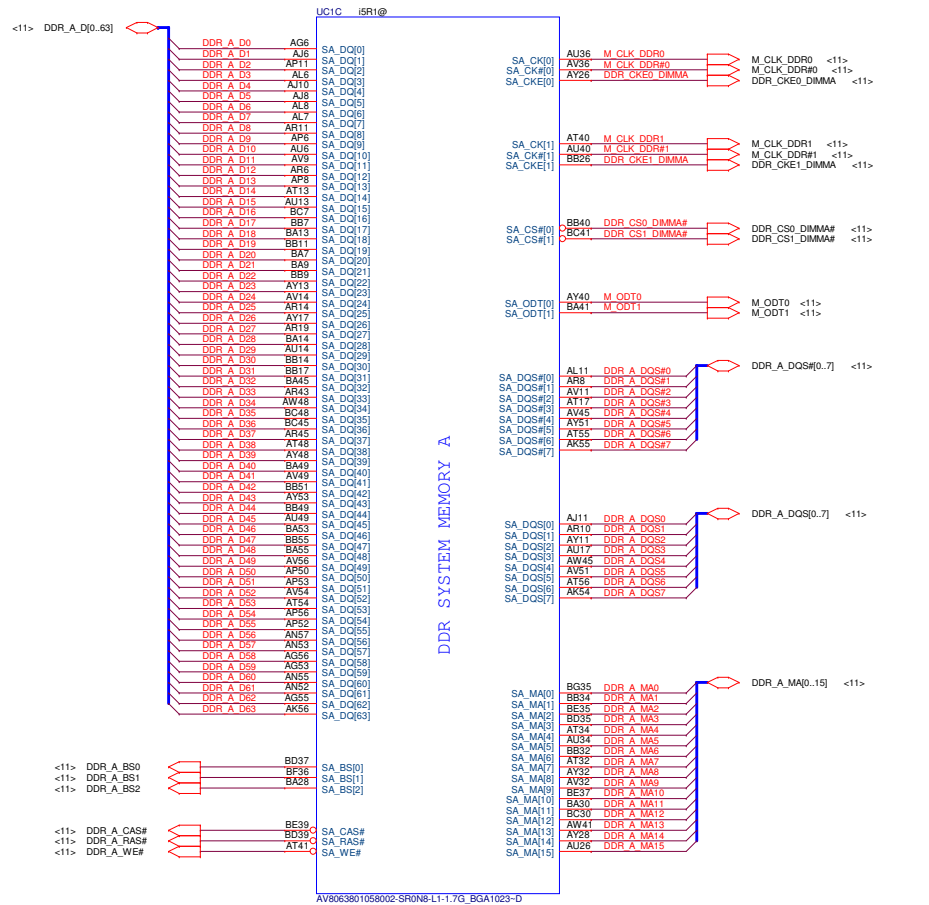 UC1C i5R1@
<11> DDR_A_D[0..63]
DDR_A_D0 AG6 SA_DQ[0]
DDR_A_D1 AJ6 SA_DQ[1]
DDR_A_D2 AP11 SA_DQ[2]
DDR_A_D3 AL6 SA_DQ[3]
DDR_A_D4 AJ10 SA_DQ[4]
DDR_A_D5 AJ8 SA_DQ[5]
DDR_A_D6 AL8 SA_DQ[6]
DDR_A_D7 AL7 SA_DQ[7]
DDR_A_D8 AR11 SA_DQ[8]
DDR_A_D9 AP6 SA_DQ[9]
DDR_A_D10 AU6 SA_DQ[10]
DDR_A_D11 AV9 SA_DQ[11]
DDR_A_D12 AR6 SA_DQ[12]
DDR_A_D13 AP8 SA_DQ[13]
DDR_A_D14 AT13 SA_DQ[14]
DDR_A_D15 AU13 SA_DQ[15]
DDR_A_D16 BC7 SA_DQ[16]
DDR_A_D17 BB7 SA_DQ[17]
DDR_A_D18 BA13 SA_DQ[18]
DDR_A_D19 BB11 SA_DQ[19]
DDR_A_D20 BA7 SA_DQ[20]
DDR_A_D21 BA9 SA_DQ[21]
DDR_A_D22 BB9 SA_DQ[22]
DDR_A_D23 AY13 SA_DQ[23]
DDR_A_D24 AV14 SA_DQ[24]
DDR_A_D25 AR14 SA_DQ[25]
DDR_A_D26 AY17 SA_DQ[26]
DDR_A_D27 AR19 SA_DQ[27]
DDR_A_D28 BA14 SA_DQ[28]
DDR_A_D29 AU14 SA_DQ[29]
DDR_A_D30 BB14 SA_DQ[30]
DDR_A_D31 BB17 SA_DQ[31]
DDR_A_D32 BA45 SA_DQ[32]
DDR_A_D33 AR43 SA_DQ[33]
DDR_A_D34 AW48 SA_DQ[34]
DDR_A_D35 BC48 SA_DQ[35]
DDR_A_D36 BC45 SA_DQ[36]
DDR_A_D37 AR45 SA_DQ[37]
DDR_A_D38 AT48 SA_DQ[38]
DDR_A_D39 AY48 SA_DQ[39]
DDR_A_D40 BA49 SA_DQ[40]
DDR_A_D41 AV49 SA_DQ[41]
DDR_A_D42 BB51 SA_DQ[42]
DDR_A_D43 AY53 SA_DQ[43]
DDR_A_D44 BB49 SA_DQ[44]
DDR_A_D45 AU49 SA_DQ[45]
DDR_A_D46 BA53 SA_DQ[46]
DDR_A_D47 BB55 SA_DQ[47]
DDR_A_D48 BA55 SA_DQ[48]
DDR_A_D49 AV56 SA_DQ[49]
DDR_A_D50 AP50 SA_DQ[50]
DDR_A_D51 AP53 SA_DQ[51]
DDR_A_D52 AV54 SA_DQ[52]
DDR_A_D53 AT54 SA_DQ[53]
DDR_A_D54 AP56 SA_DQ[54]
DDR_A_D55 AP52 SA_DQ[55]
DDR_A_D56 AN57 SA_DQ[56]
DDR_A_D57 AN53 SA_DQ[57]
DDR_A_D58 AG56 SA_DQ[58]
DDR_A_D59 AG53 SA_DQ[59]
DDR_A_D60 AN55 SA_DQ[60]
DDR_A_D61 AN52 SA_DQ[61]
DDR_A_D62 AG55 SA_DQ[62]
DDR_A_D63 AK56 SA_DQ[63]
<11> DDR_A_BS0 BD37 SA_BS[0]
<11> DDR_A_BS1 BF36 SA_BS[1]
<11> DDR_A_BS2 BA28 SA_BS[2]
<11> DDR_A_CAS# BE39 SA_CAS#
<11> DDR_A_RAS# BD39 SA_RAS#
<11> DDR_A_WE# AT41 SA_WE#
DDR SYSTEM MEMORY A
SA_CK[0] AU36 M_CLK_DDR0 M_CLK_DDR0 <11>
SA_CK#[0] AV36 M_CLK_DDR#0 M_CLK_DDR#0 <11>
SA_CKE[0] AY26 DDR_CKE0_DIMMA DDR_CKE0_DIMMA <11>
SA_CK[1] AT40 M_CLK_DDR1 M_CLK_DDR1 <11>
SA_CK#[1] AU40 M_CLK_DDR#1 M_CLK_DDR#1 <11>
SA_CKE[1] BB26 DDR_CKE1_DIMMA DDR_CKE1_DIMMA <11>
SA_CS#[0] BB40 DDR_CS0_DIMMA# DDR_CS0_DIMMA# <11>
SA_CS#[1] BC41 DDR_CS1_DIMMA# DDR_CS1_DIMMA# <11>
SA_ODT[0] AY40 M_ODT0 M_ODT0 <11>
SA_ODT[1] BA41 M_ODT1 M_ODT1 <11>
DDR_A_DQS#[0..7] <11>
SA_DQS#[0] AL11 DDR_A_DQS#0
SA_DQS#[1] AR8 DDR_A_DQS#1
SA_DQS#[2] AV11 DDR_A_DQS#2
SA_DQS#[3] AT17 DDR_A_DQS#3
SA_DQS#[4] AV45 DDR_A_DQS#4
SA_DQS#[5] AY51 DDR_A_DQS#5
SA_DQS#[6] AT55 DDR_A_DQS#6
SA_DQS#[7] AK55 DDR_A_DQS#7
DDR_A_DQS[0..7] <11>
SA_DQS[0] AJ11 DDR_A_DQS0
SA_DQS[1] AR10 DDR_A_DQS1
SA_DQS[2] AY11 DDR_A_DQS2
SA_DQS[3] AU17 DDR_A_DQS3
SA_DQS[4] AW45 DDR_A_DQS4
SA_DQS[5] AV51 DDR_A_DQS5
SA_DQS[6] AT56 DDR_A_DQS6
SA_DQS[7] AK54 DDR_A_DQS7
DDR_A_MA[0..15] <11>
SA_MA[0] BG35 DDR_A_MA0
SA_MA[1] BB34 DDR_A_MA1
SA_MA[2] BE35 DDR_A_MA2
SA_MA[3] BD35 DDR_A_MA3
SA_MA[4] AT34 DDR_A_MA4
SA_MA[5] AU34 DDR_A_MA5
SA_MA[6] BB32 DDR_A_MA6
SA_MA[7] AT32 DDR_A_MA7
SA_MA[8] AY32 DDR_A_MA8
SA_MA[9] AV32 DDR_A_MA9
SA_MA[10] BE37 DDR_A_MA10
SA_MA[11] BA30 DDR_A_MA11
SA_MA[12] BC30 DDR_A_MA12
SA_MA[13] AW41 DDR_A_MA13
SA_MA[14] AY28 DDR_A_MA14
SA_MA[15] AU26 DDR_A_MA15
AV8063801058002-SR0N8-L1-1.7G_BGA1023~D